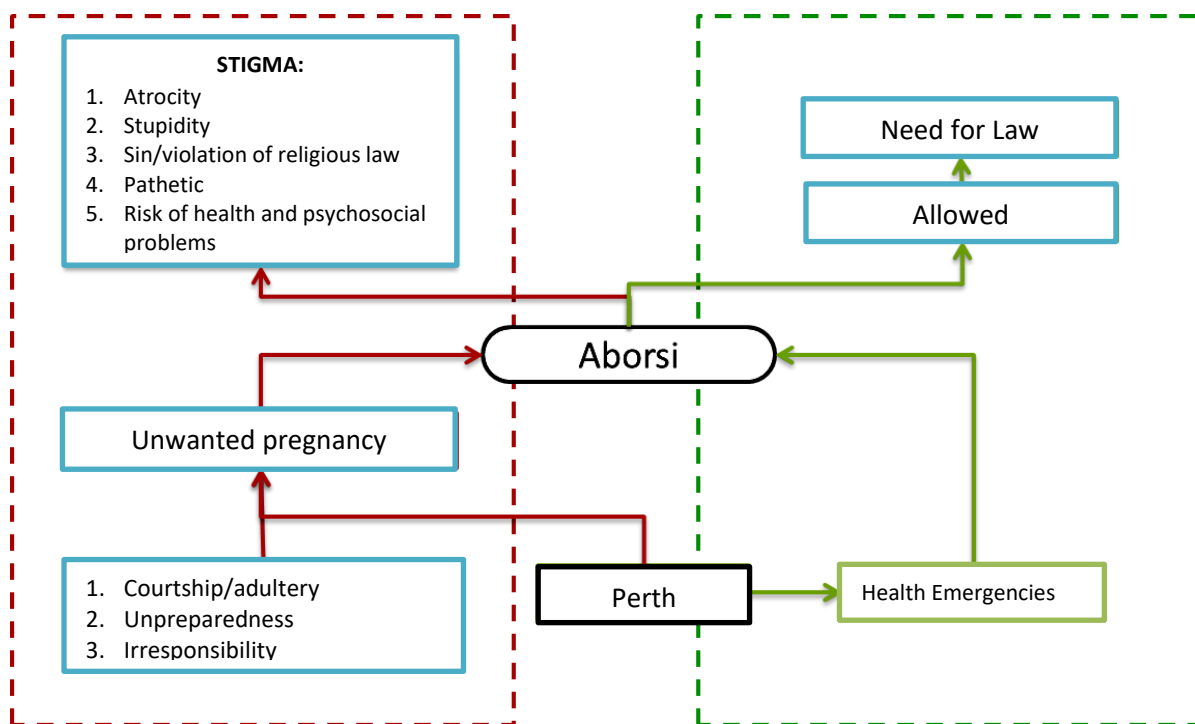 STIGMA:
1. Atrocity
2. Stupidity
3. Sin/violation of religious law
4. Pathetic
5. Risk of health and psychosocial
problems
Need for Law
Allowed
Aborsi
Unwanted pregnancy
1. Courtship/adultery
2. Unpreparedness
3. Irresponsibility
Perth
Health Emergencies